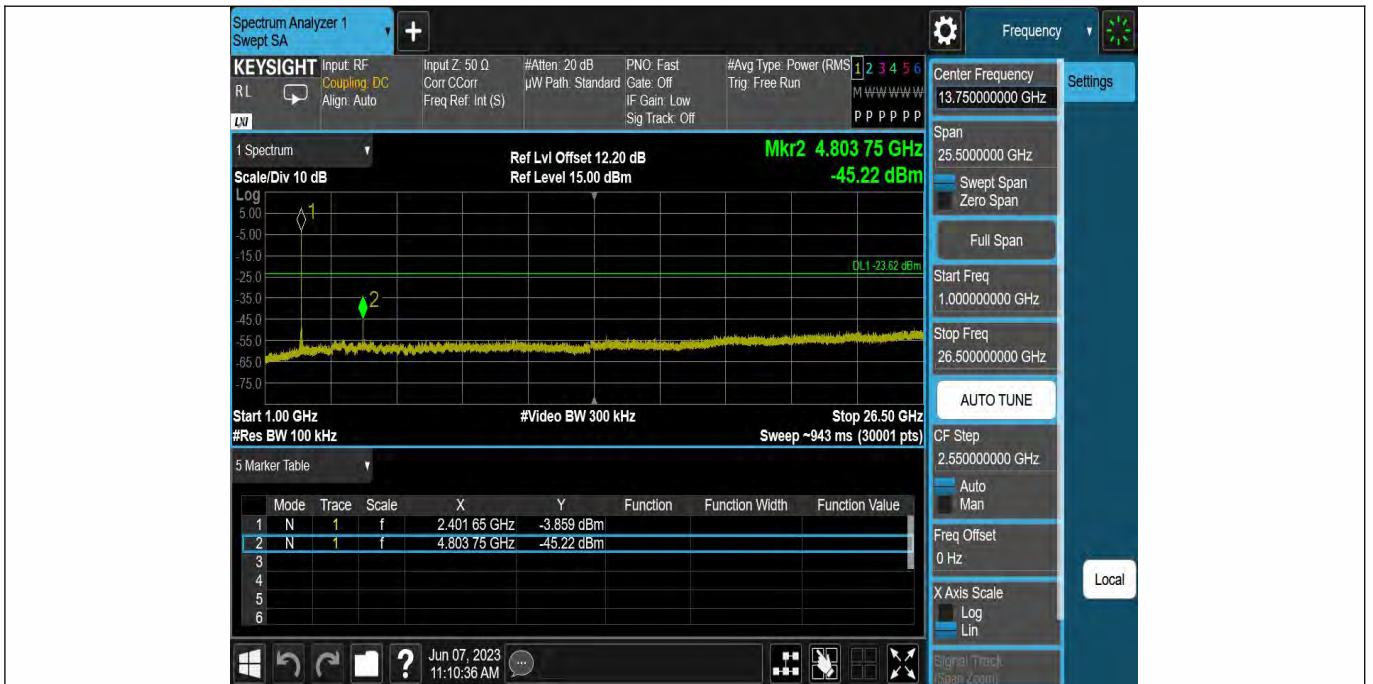 Spectrum Analyzer 1
Swept SA
+
Frequency
KEYSIGHT
RL
LXI
Input: RF
Coupling: DC
Align: Auto
Input Z: 50 Ω
Corr CCorr
Freq Ref: Int (S)
#Atten: 20 dB
µW Path: Standard
PNO: Fast
Gate: Off
IF Gain: Low
Sig Track: Off
#Avg Type: Power (RMS
Trig: Free Run
1 2 3 4 5 6
M W W W W W
P P P P P P
1 Spectrum
Scale/Div 10 dB
Ref Lvl Offset 12.20 dB
Ref Level 15.00 dBm
Mkr2 4.803 75 GHz
-45.22 dBm
Log
5.00
-5.00
-15.0
-25.0
-35.0
-45.0
-55.0
-65.0
-75.0
1
2
DL1 -23.62 dBm
Start 1.00 GHz
#Res BW 100 kHz
#Video BW 300 kHz
Stop 26.50 GHz
Sweep ~943 ms (30001 pts)
5 Marker Table
Mode Trace Scale X Y Function Function Width Function Value
1 N 1 f 2.401 65 GHz -3.859 dBm
2 N 1 f 4.803 75 GHz -45.22 dBm
3
4
5
6
?
Jun 07, 2023
11:10:36 AM
Center Frequency
13.750000000 GHz
Settings
Span
25.5000000 GHz
Swept Span
Zero Span
Full Span
Start Freq
1.000000000 GHz
Stop Freq
26.500000000 GHz
AUTO TUNE
CF Step
2.550000000 GHz
Auto
Man
Freq Offset
0 Hz
X Axis Scale
Log
Lin
Signal Track
(Span Zoom)
Local